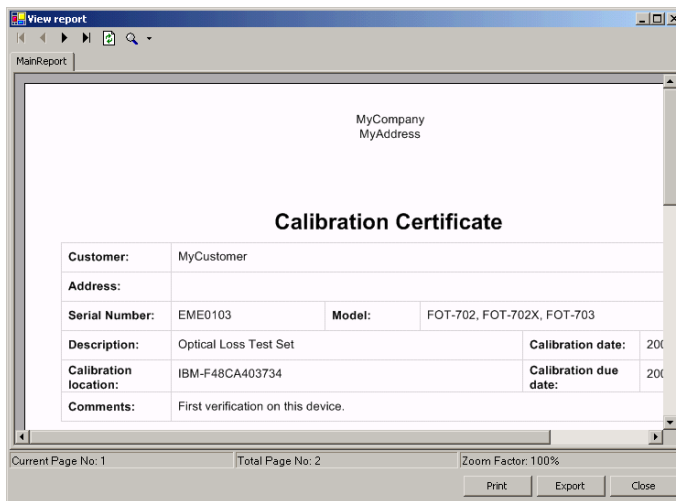 View report
MainReport
MyCompany
MyAddress
Calibration Certificate
Customer: MyCustomer
Address:
Serial Number: EME0103 Model: FOT-702, FOT-702X, FOT-703
Description: Optical Loss Test Set Calibration date: 200
Calibration location: IBM-F48CA403734 Calibration due date: 200
Comments: First verification on this device.
Current Page No: 1 Total Page No: 2 Zoom Factor: 100%
Print Export Close